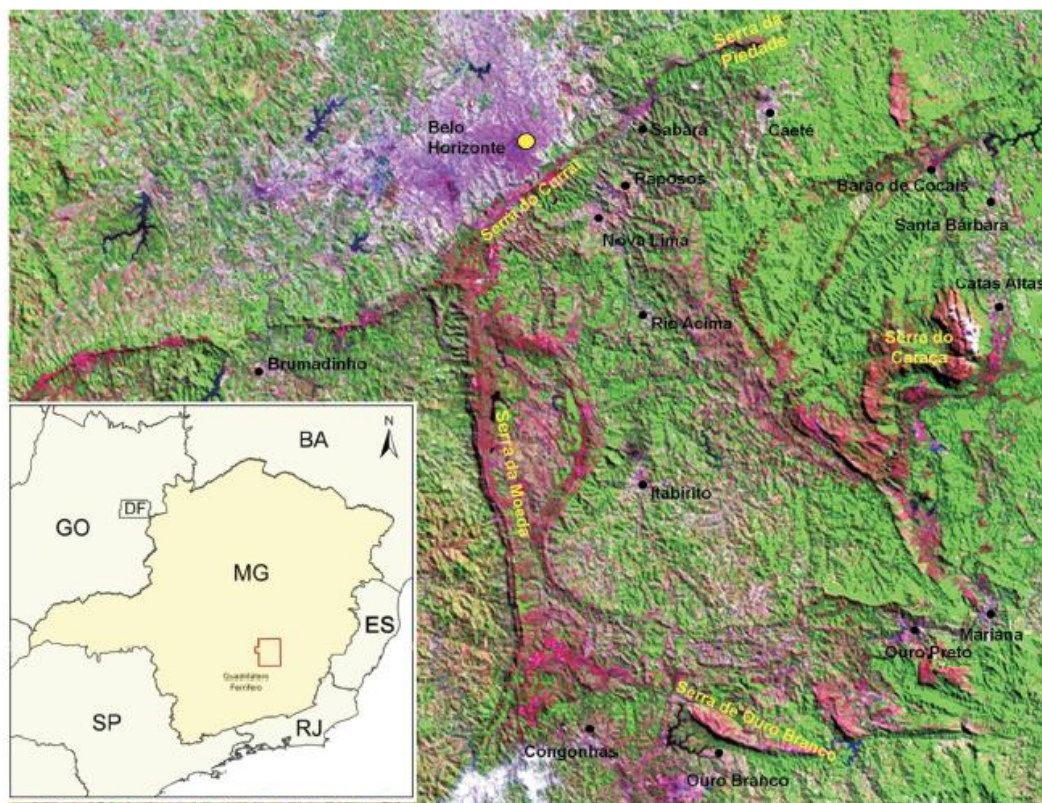 Serra da
Piedade
Belo
Horizonte
Sabará
Caeté
Serra do Curral
Raposos
Barão de Cocais
Nova Lima
Santa Bárbara
Catas Altas
Rio Acima
Serra do
Caraça
Brumadinho
Serra da Moeda
Itabirito
Mariana
Ouro Preto
Serra de Ouro Branco
Congonhas
Ouro Branco
N
BA
DF
GO
MG
ES
Quadrilátero
Ferrífero
SP
RJ